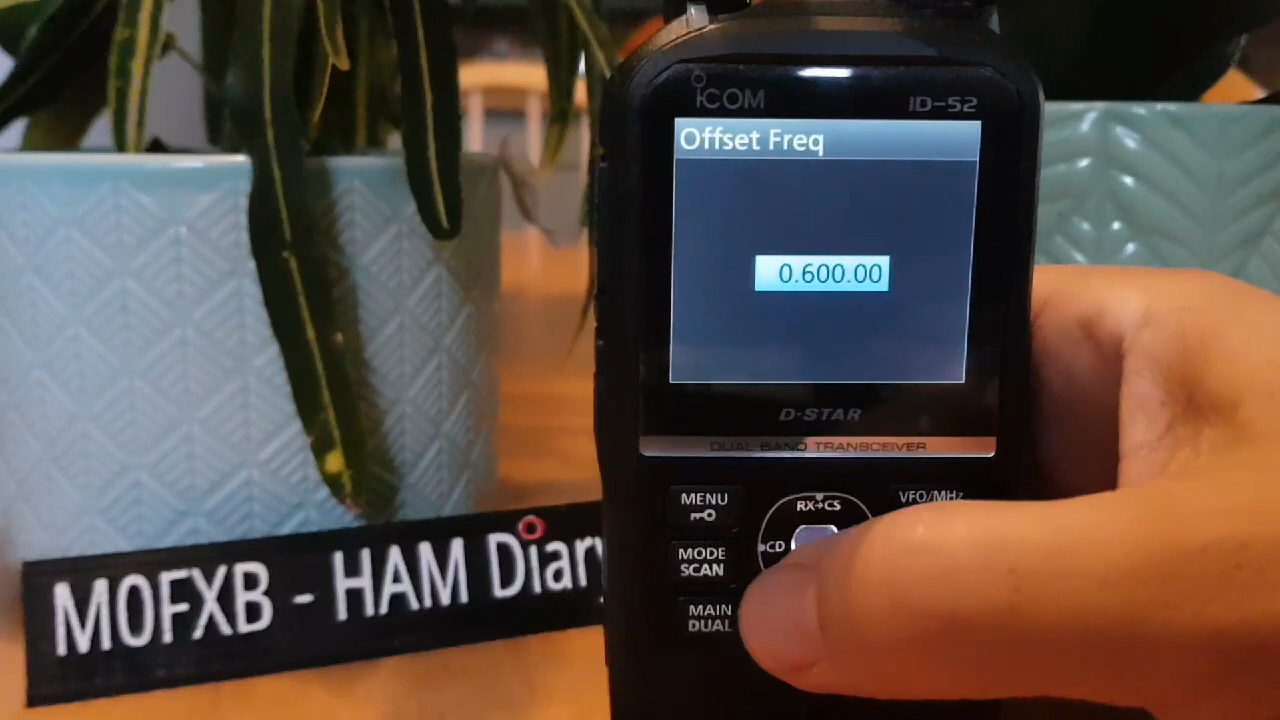 ICOM
ID-52
Offset Freq
0.600.00
D-STAR
DUAL BAND TRANSCEIVER
MENU
RX→CS
VFO/MHz
MODE
SCAN
CD
MAIN
DUAL
M0FXB - HAM Diary